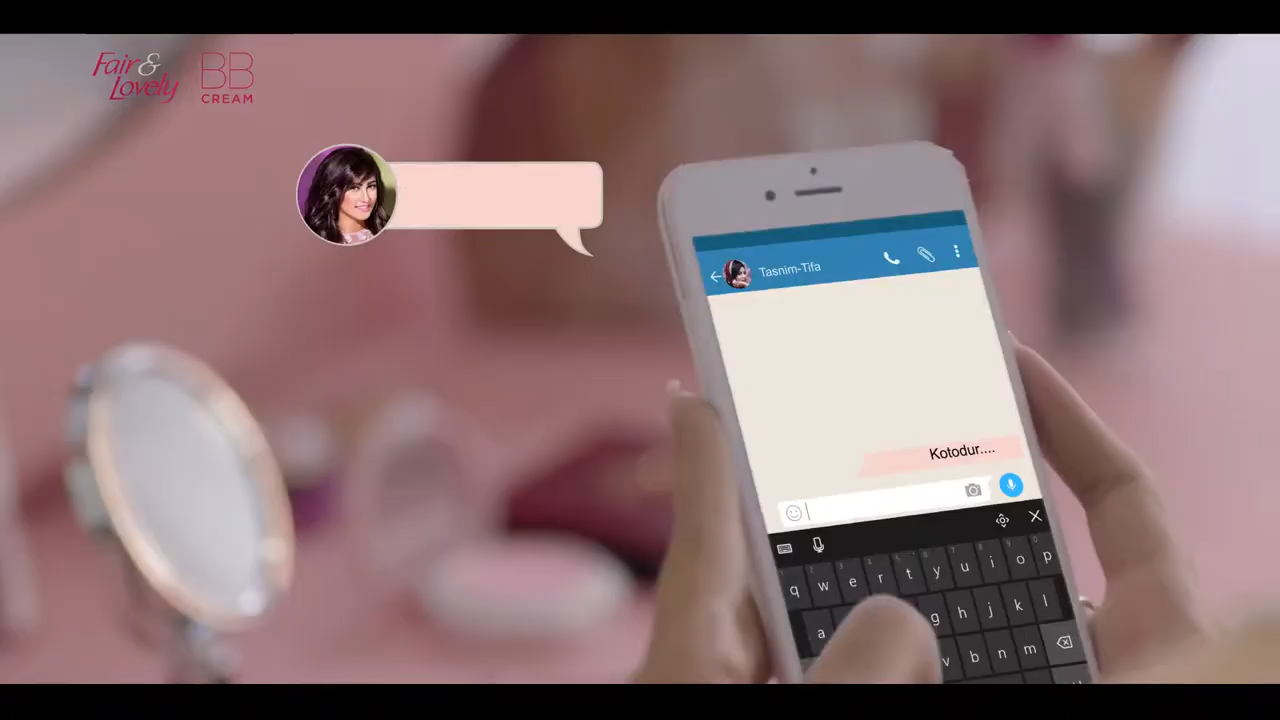 Fair &
Lovely
BB
CREAM
Tasnim-Tifa
Kotodur....
q w e r t y u i o p
a g h j k l
v b n m